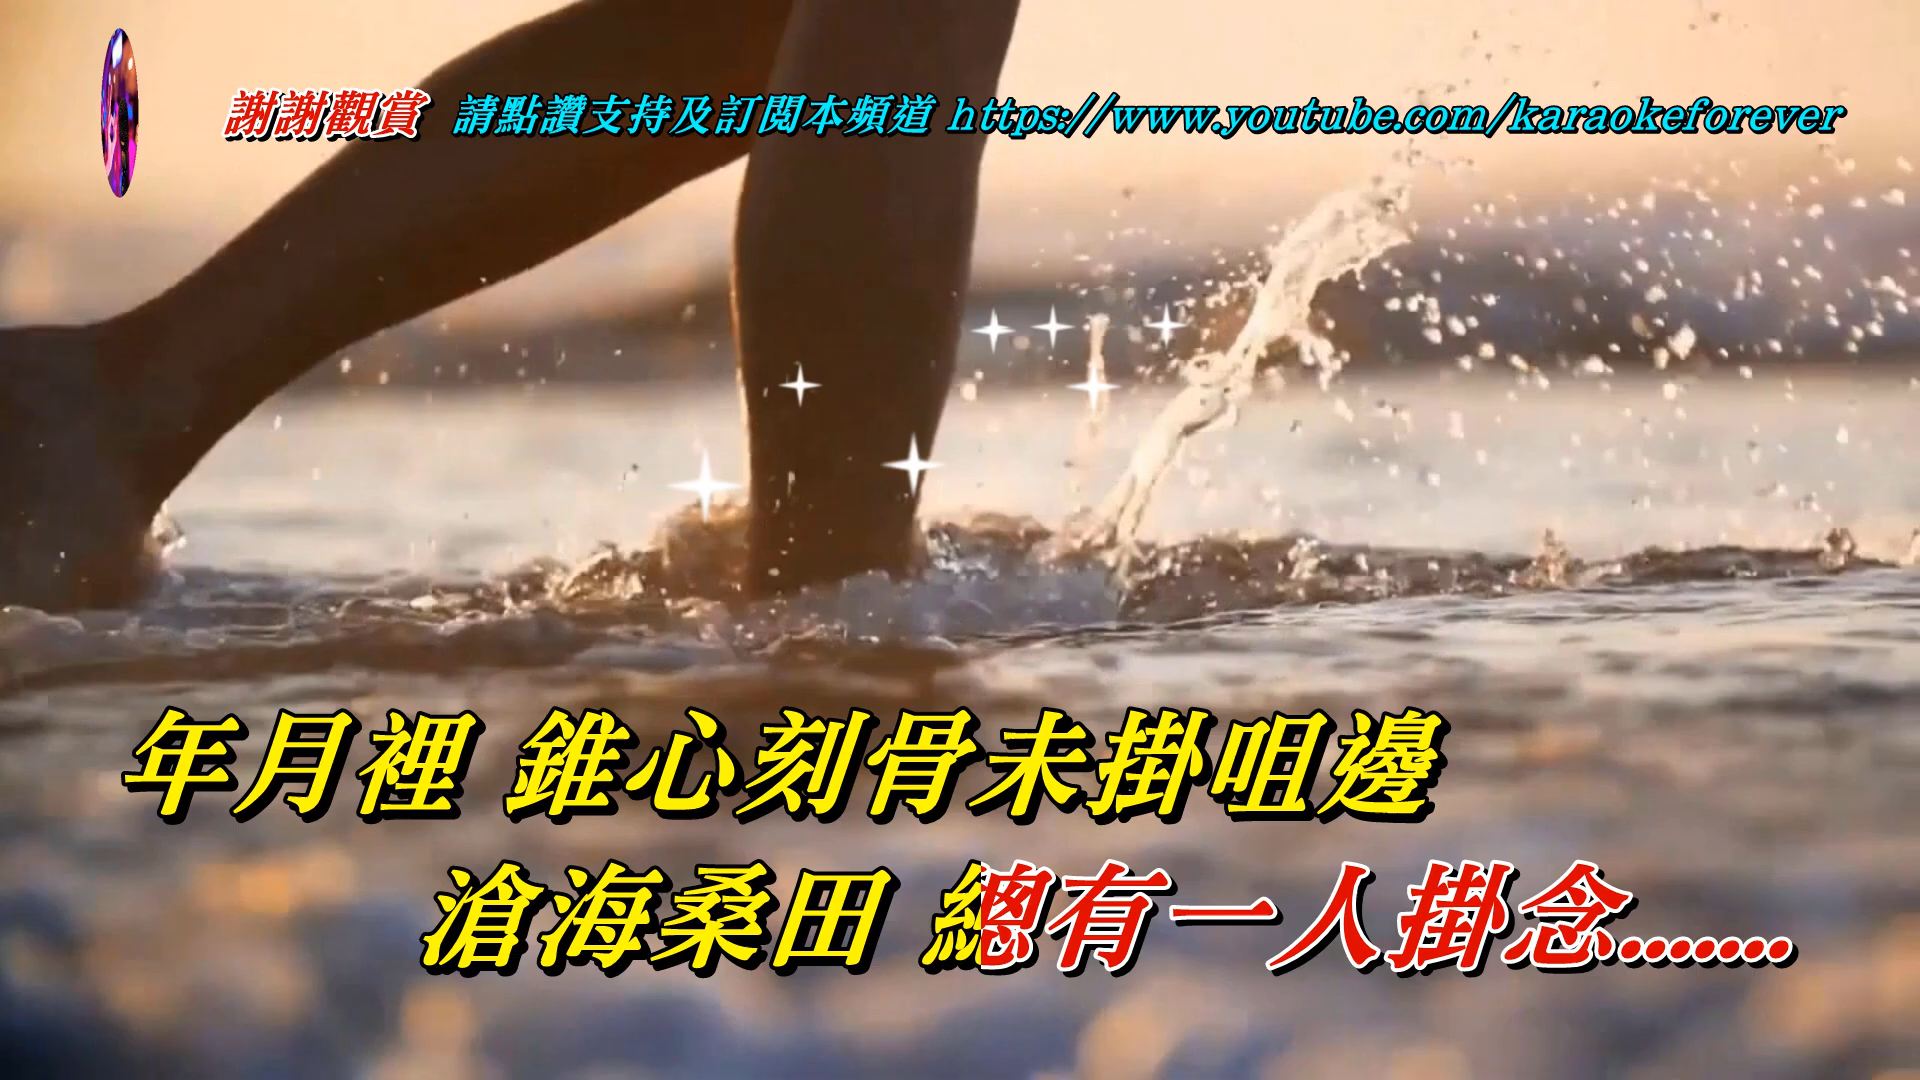 謝謝觀賞 請點讚支持及訂閱本頻道 https://www.youtube.com/karaokeforever
年月裡 錐心刻骨未掛咀邊
滄海桑田 總有一人掛念.......